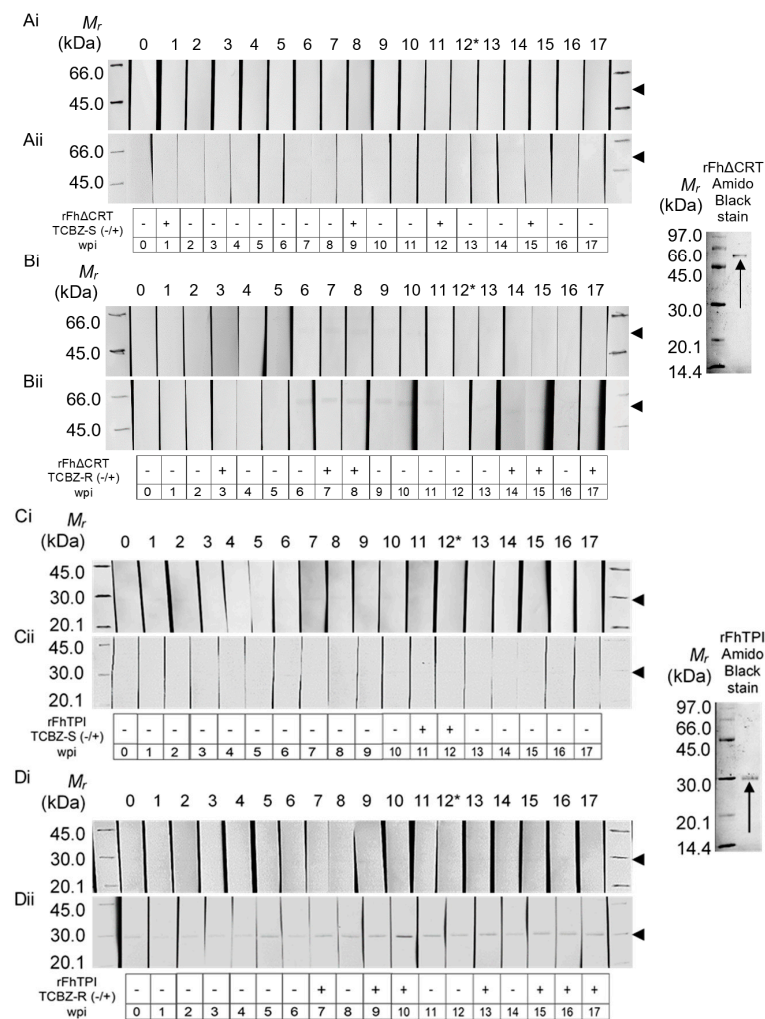 Ai
Mr
(kDa)
0 1 2 3 4 5 6 7 8 9 10 11 12* 13 14 15 16 17
66.0
45.0
Aii
66.0
45.0
rFhΔCRT
TCBZ-S (-/+)
- + - - - - - - + - - + - - + - -
wpi
0 1 2 3 4 5 6 7 8 9 10 11 12 13 14 15 16 17
rFhΔCRT
Amido
Black
stain
Mr
(kDa)
97.0
66.0
45.0
30.0
20.1
14.4
Bi
Mr
(kDa)
0 1 2 3 4 5 6 7 8 9 10 11 12* 13 14 15 16 17
66.0
45.0
Bii
66.0
45.0
rFhΔCRT
TCBZ-R (-/+)
- - - + - - - + + - - - - - + + - +
wpi
0 1 2 3 4 5 6 7 8 9 10 11 12 13 14 15 16 17
Ci
Mr
(kDa)
0 1 2 3 4 5 6 7 8 9 10 11 12* 13 14 15 16 17
45.0
30.0
20.1
Cii
45.0
30.0
20.1
rFhTPI
TCBZ-S (-/+)
- - - - - - - - - - - + + - - - - -
wpi
0 1 2 3 4 5 6 7 8 9 10 11 12 13 14 15 16 17
rFhTPI
Amido
Black
stain
Mr
(kDa)
97.0
66.0
45.0
30.0
20.1
14.4
Di
Mr
(kDa)
0 1 2 3 4 5 6 7 8 9 10 11 12* 13 14 15 16 17
45.0
30.0
20.1
Dii
45.0
30.0
20.1
rFhTPI
TCBZ-R (-/+)
- - - - - - - + - + + - - + - + + +
wpi
0 1 2 3 4 5 6 7 8 9 10 11 12 13 14 15 16 17